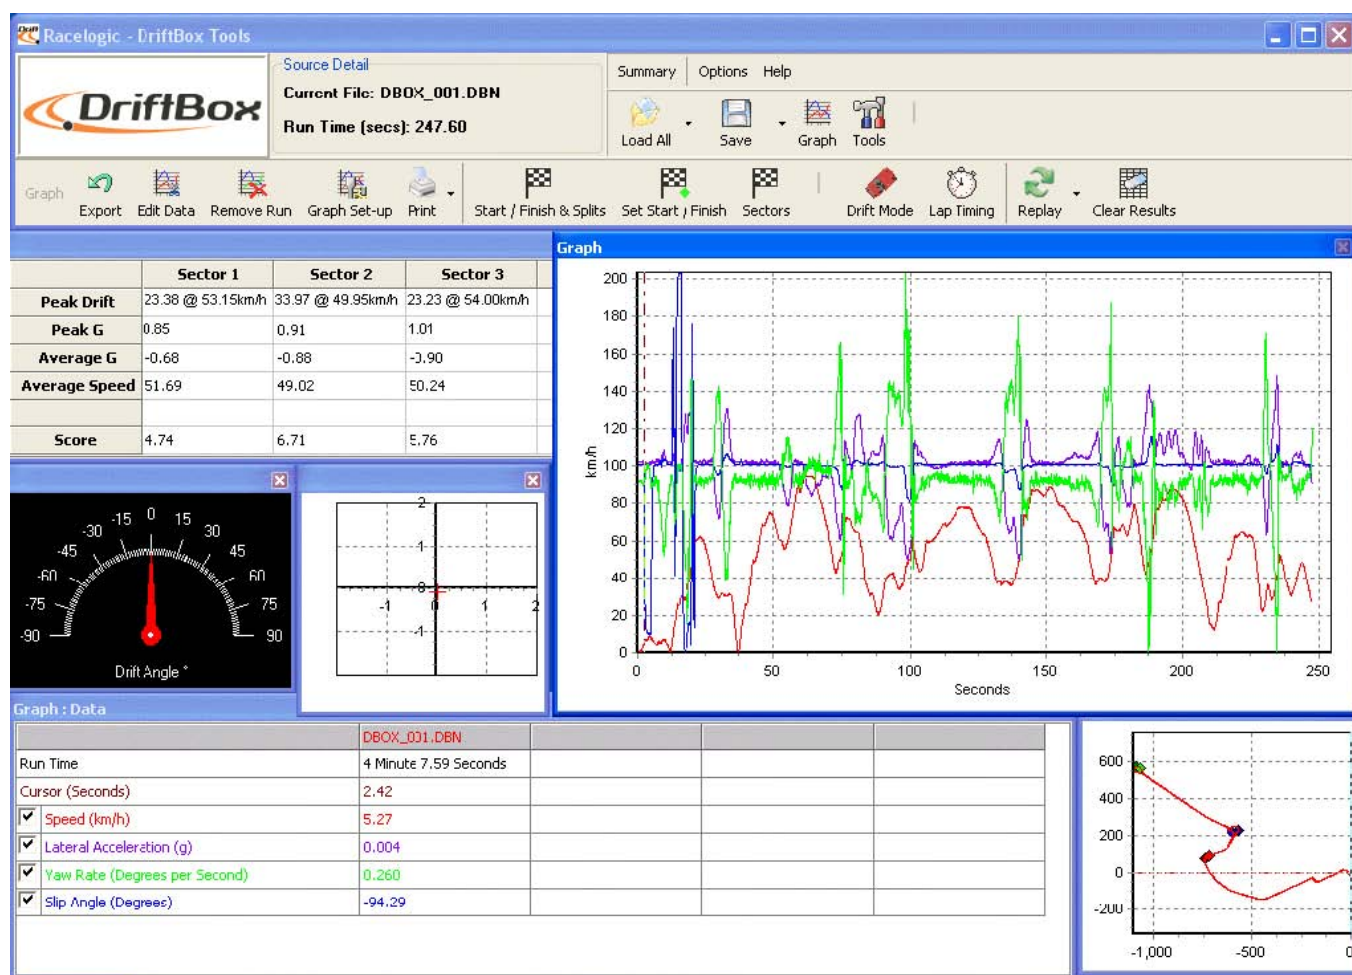 Racelogic - DriftBox Tools
DriftBox
Source Detail
Current File: DBOX_001.DBN
Run Time (secs): 247.60
Summary Options Help
Load All Save Graph Tools
Graph Export Edit Data Remove Run Graph Set-up Print Start / Finish & Splits Set Start / Finish Sectors Drift Mode Lap Timing Replay Clear Results
Sector 1 Sector 2 Sector 3
Peak Drift 23.38 @ 53.15km/h 33.97 @ 49.95km/h 23.23 @ 54.00km/h
Peak G 0.85 0.91 1.01
Average G -0.68 -0.88 -0.90
Average Speed 51.69 49.02 50.24
Score 4.74 6.71 5.76
Graph
200
180
160
140
120
100
80
60
40
20
0
km/h
0 50 100 150 200 250
Seconds
-90 -75 -60 -45 -30 -15 0 15 30 45 60 75 90
Drift Angle °
2
1
0
-1
-1 0 1 2
Graph : Data
DBOX_001.DBN
Run Time 4 Minute 7.59 Seconds
Cursor (Seconds) 2.42
Speed (km/h) 5.27
Lateral Acceleration (g) 0.004
Yaw Rate (Degrees per Second) 0.260
Slip Angle (Degrees) -94.29
600
400
200
0
-200
-1,000 -500 0